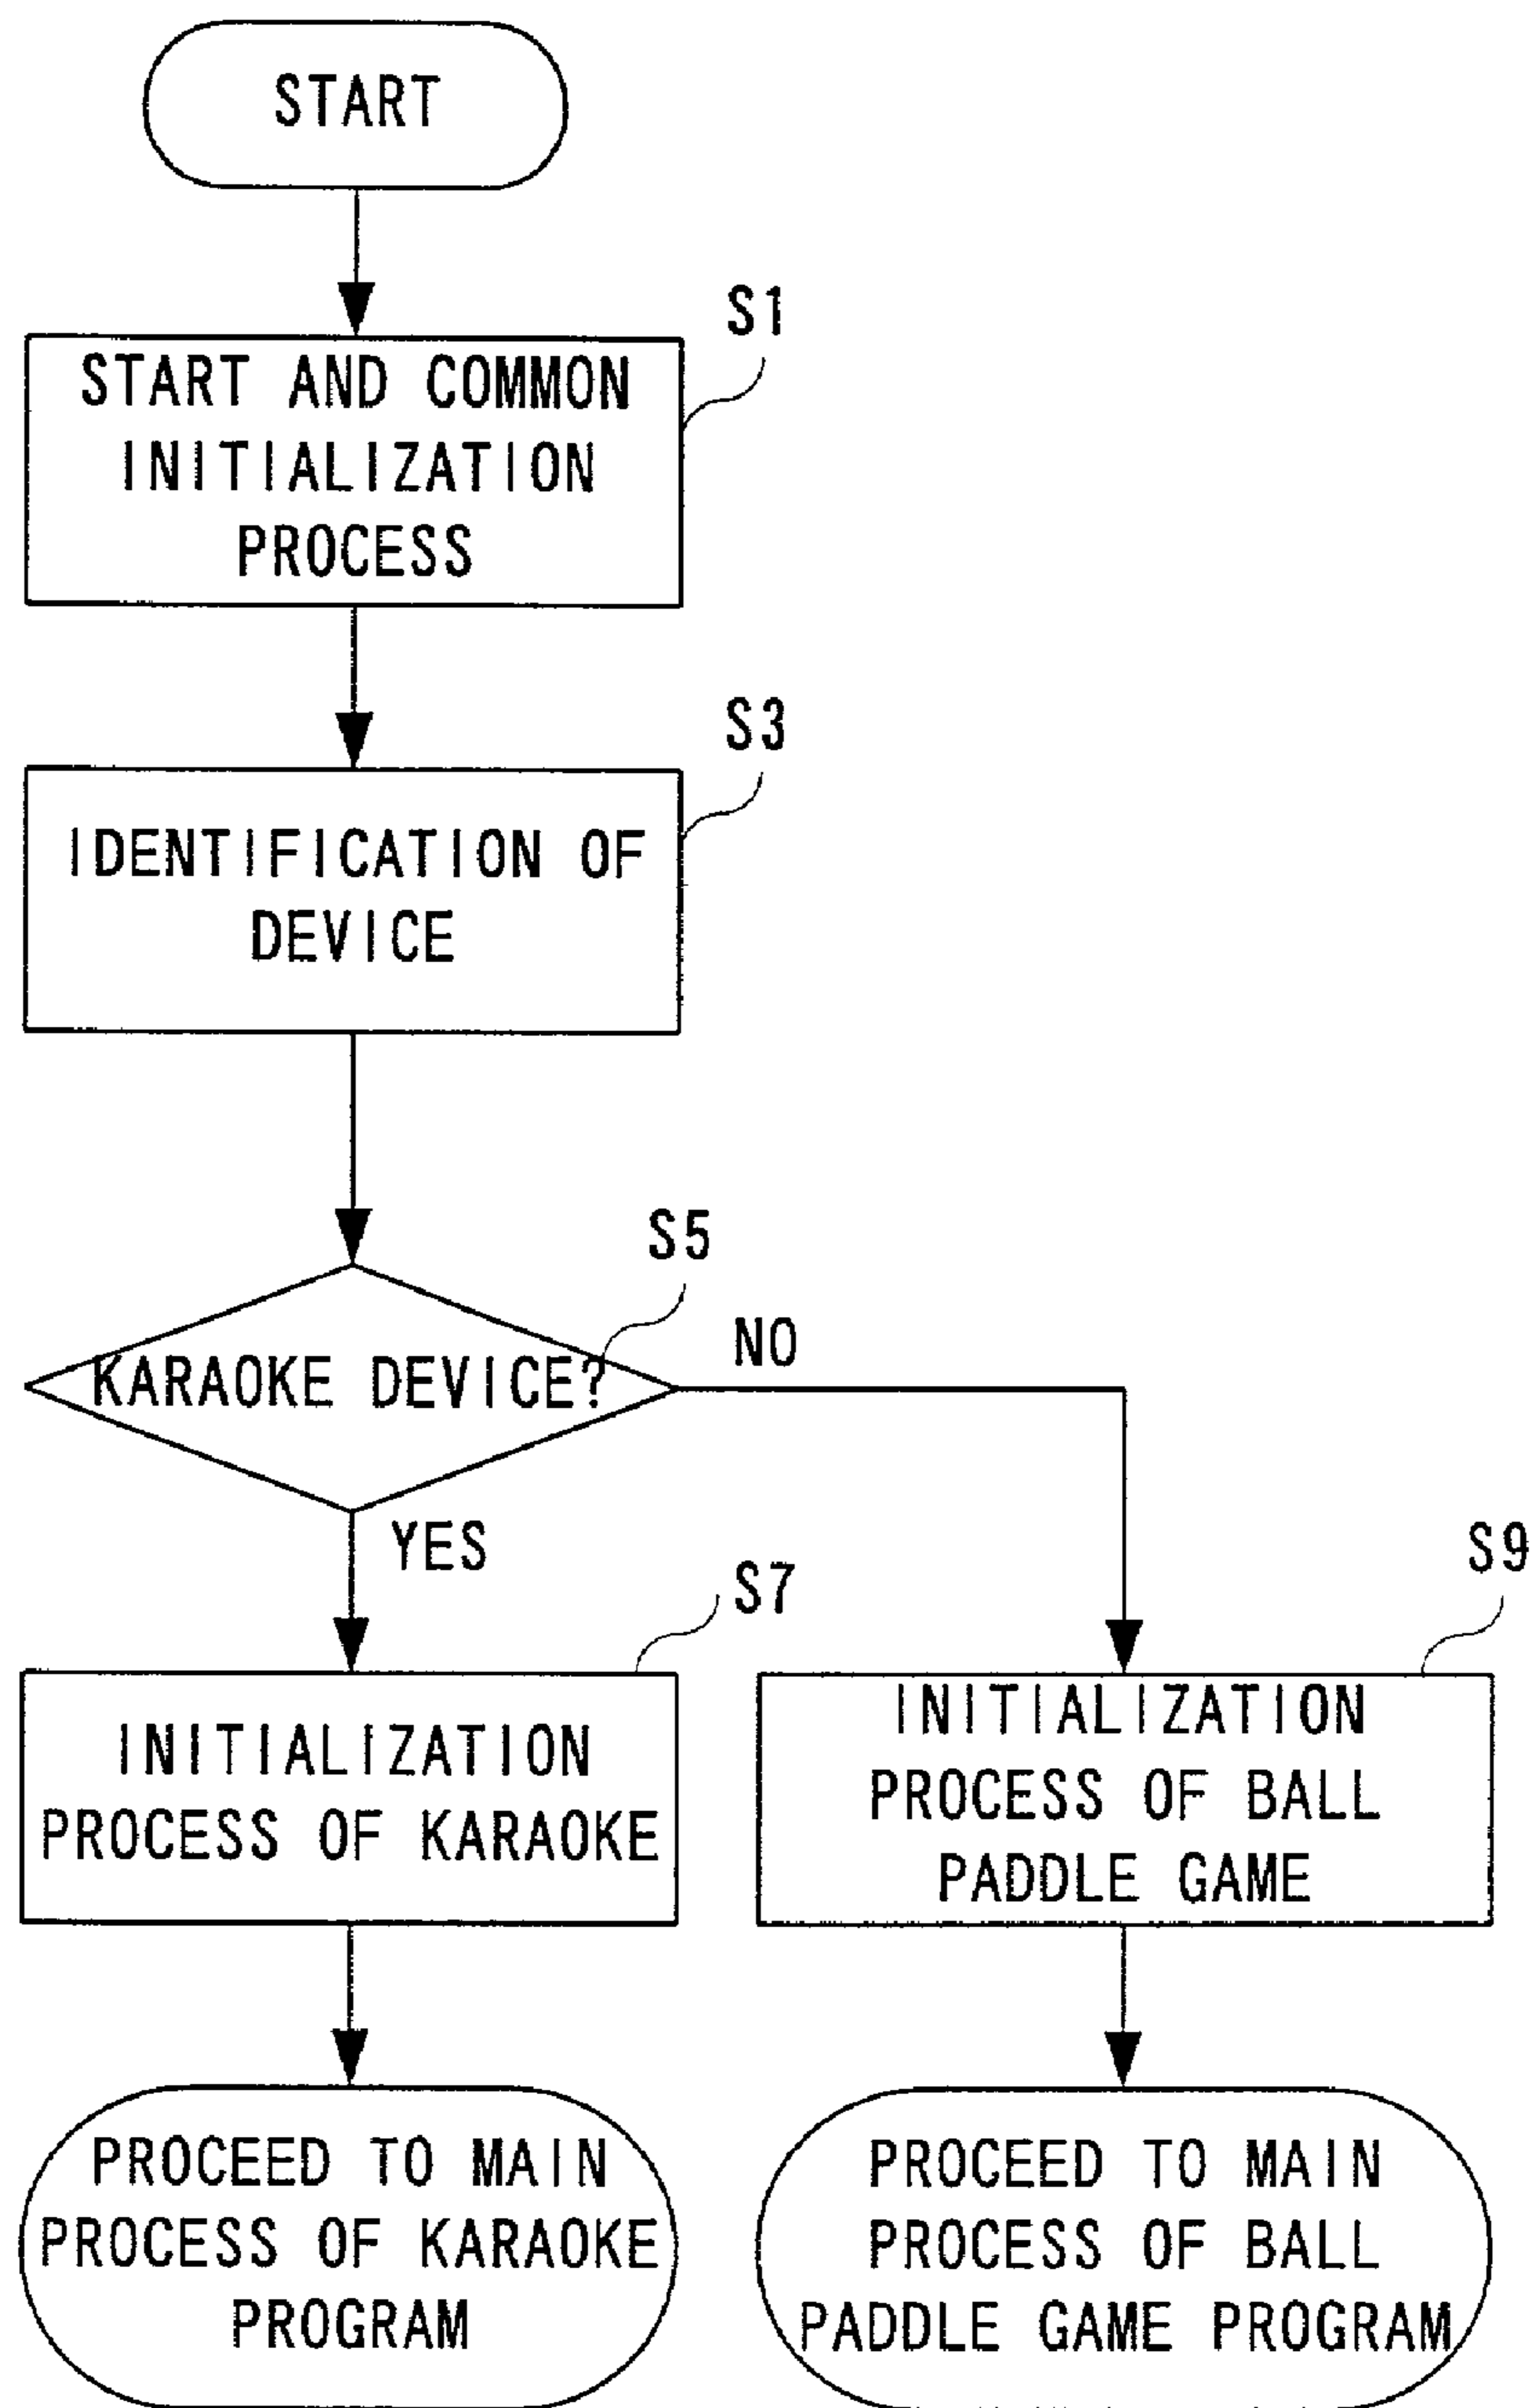 START
S1
START AND COMMON
INITIALIZATION
PROCESS
S3
IDENTIFICATION OF
DEVICE
S5
KARAOKE DEVICE?
NO
YES
S7
INITIALIZATION
PROCESS OF KARAOKE
S9
INITIALIZATION
PROCESS OF BALL
PADDLE GAME
PROCEED TO MAIN
PROCESS OF KARAOKE
PROGRAM
PROCEED TO MAIN
PROCESS OF BALL
PADDLE GAME PROGRAM